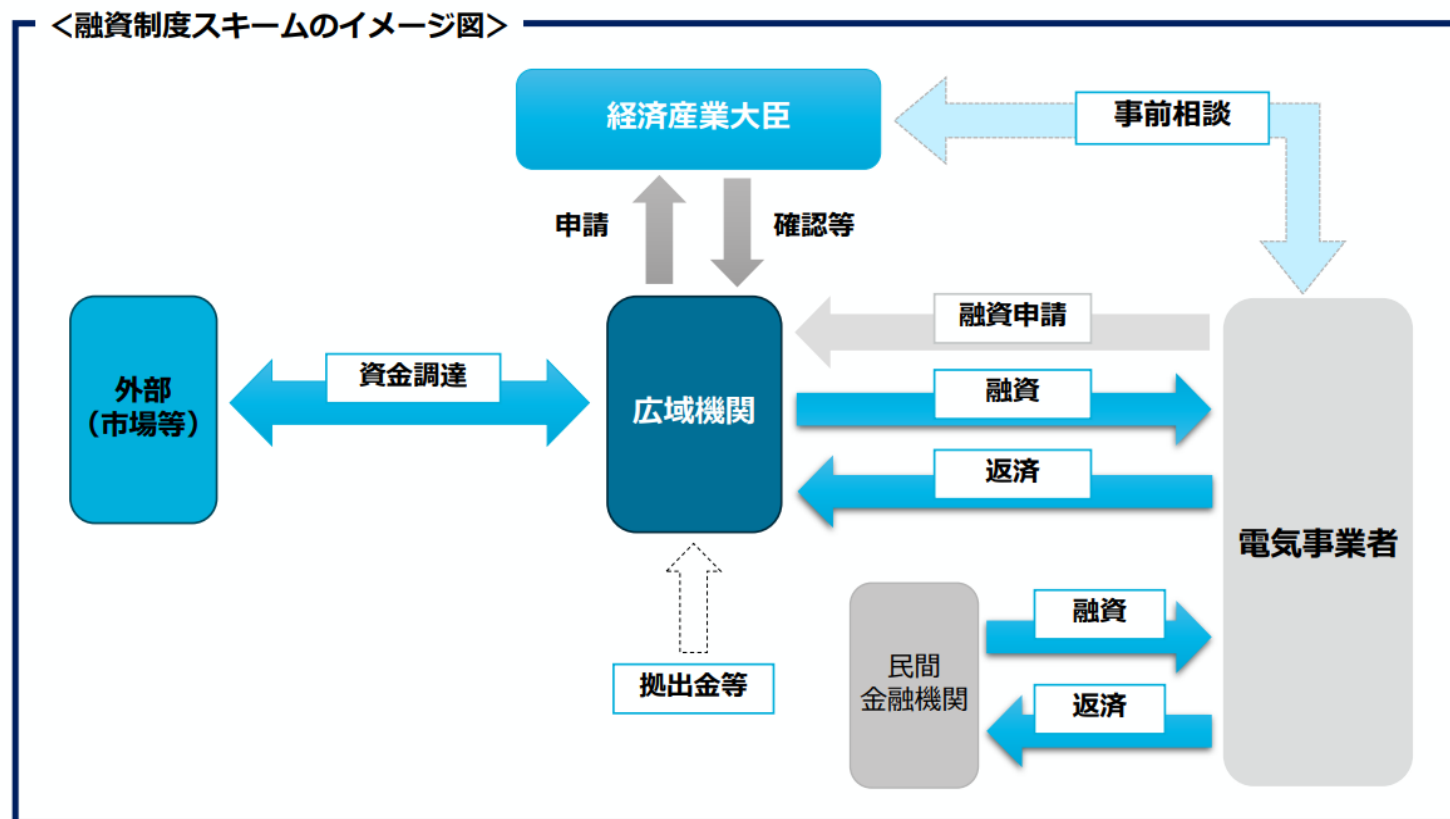 <融資制度スキームのイメージ図>
経済産業大臣
事前相談
申請
確認等
外部
（市場等）
資金調達
広域機関
融資申請
融資
返済
電気事業者
拠出金等
民間
金融機関
融資
返済